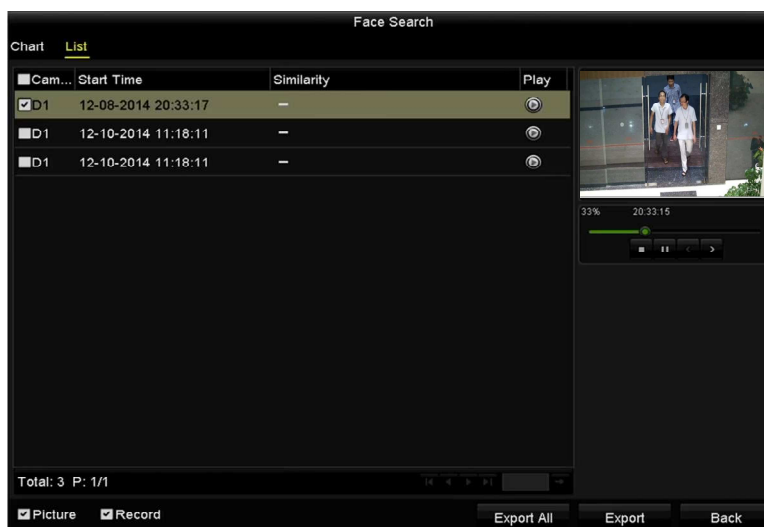 Face Search
Chart List
Cam... Start Time Similarity Play
D1 12-08-2014 20:33:17 –
D1 12-10-2014 11:18:11 –
D1 12-10-2014 11:18:11 –
33% 20:33:15
Total: 3 P: 1/1
Picture Record Export All Export Back